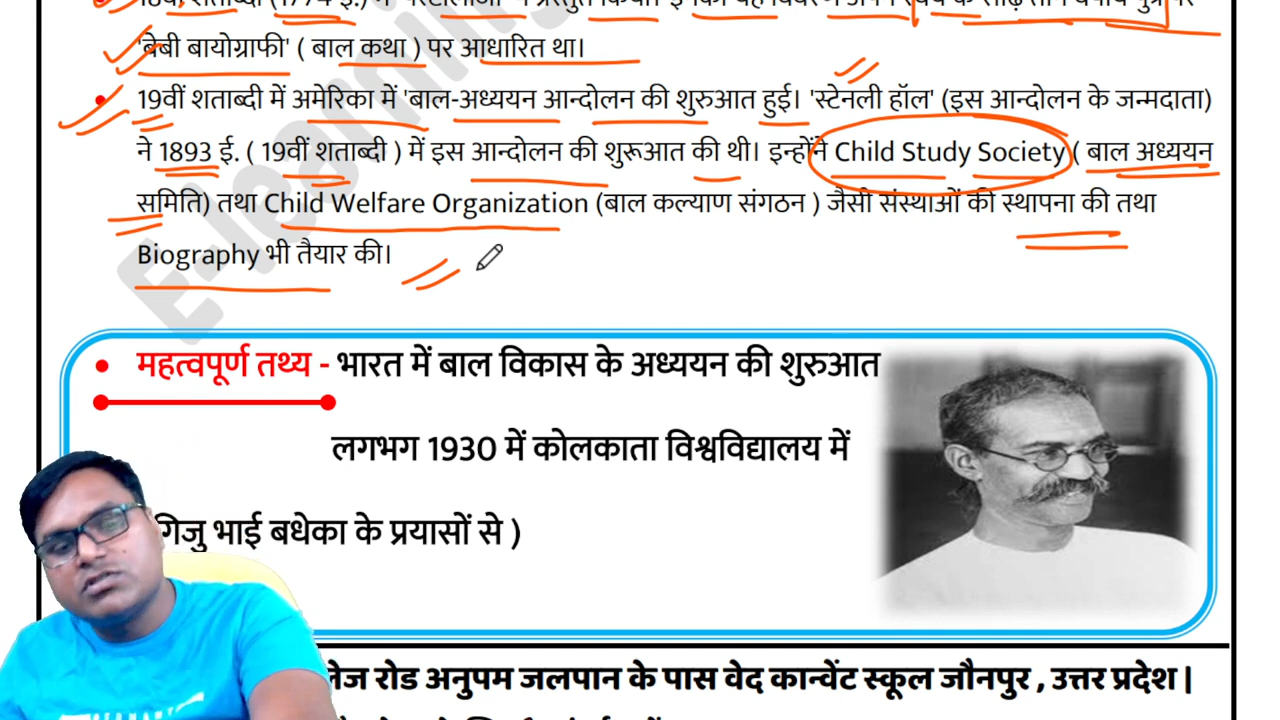 'बेबी बायोग्राफी' ( बाल कथा ) पर आधारित था।
19वीं शताब्दी में अमेरिका में 'बाल-अध्ययन आन्दोलन की शुरुआत हुई। 'स्टेनली हॉल' (इस आन्दोलन के जन्मदाता)
ने 1893 ई. ( 19वीं शताब्दी ) में इस आन्दोलन की शुरूआत की थी। इन्होंने Child Study Society ( बाल अध्ययन
समिति) तथा Child Welfare Organization (बाल कल्याण संगठन ) जैसी संस्थाओं की स्थापना की तथा
Biography भी तैयार की।
E-learning
महत्वपूर्ण तथ्य - भारत में बाल विकास के अध्ययन की शुरुआत
लगभग 1930 में कोलकाता विश्वविद्यालय में
गिजु भाई बधेका के प्रयासों से )
रोड अनुपम जलपान के पास वेद कान्वेंट स्कूल जौनपुर , उत्तर प्रदेश |